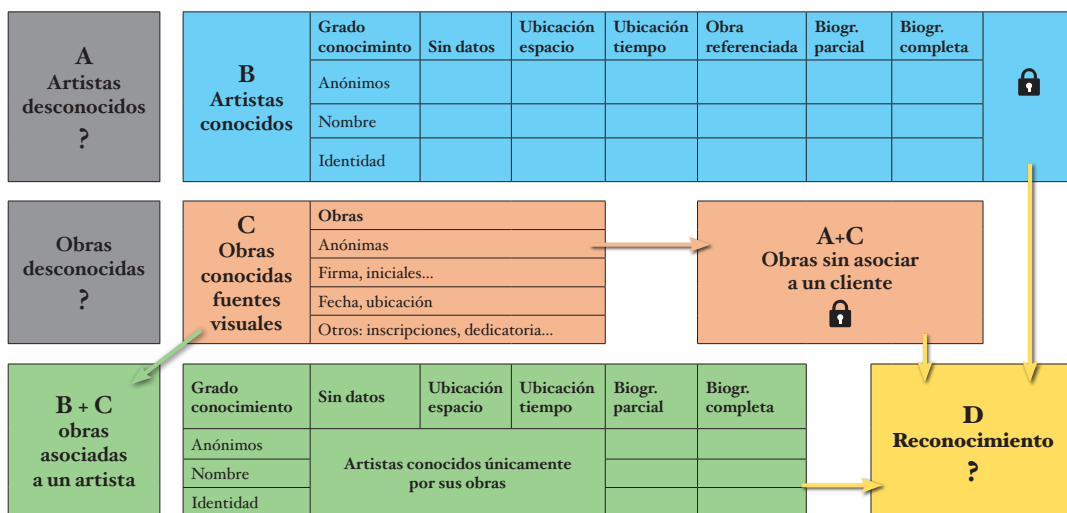 A
Artistas
desconocidos
?
B
Artistas
conocidos
Grado
conociminto
Sin datos
Ubicación
espacio
Ubicación
tiempo
Obra
referenciada
Biogr.
parcial
Biogr.
completa
Anónimos
Nombre
Identidad
Obras
desconocidas
?
C
Obras
conocidas
fuentes
visuales
Obras
Anónimas
Firma, iniciales...
Fecha, ubicación
Otros: inscripciones, dedicatoria...
A+C
Obras sin asociar
a un cliente
B + C
obras
asociadas
a un artista
Grado
conocimiento
Sin datos
Ubicación
espacio
Ubicación
tiempo
Biogr.
parcial
Biogr.
completa
Anónimos
Nombre
Identidad
Artistas conocidos únicamente
por sus obras
D
Reconocimiento
?